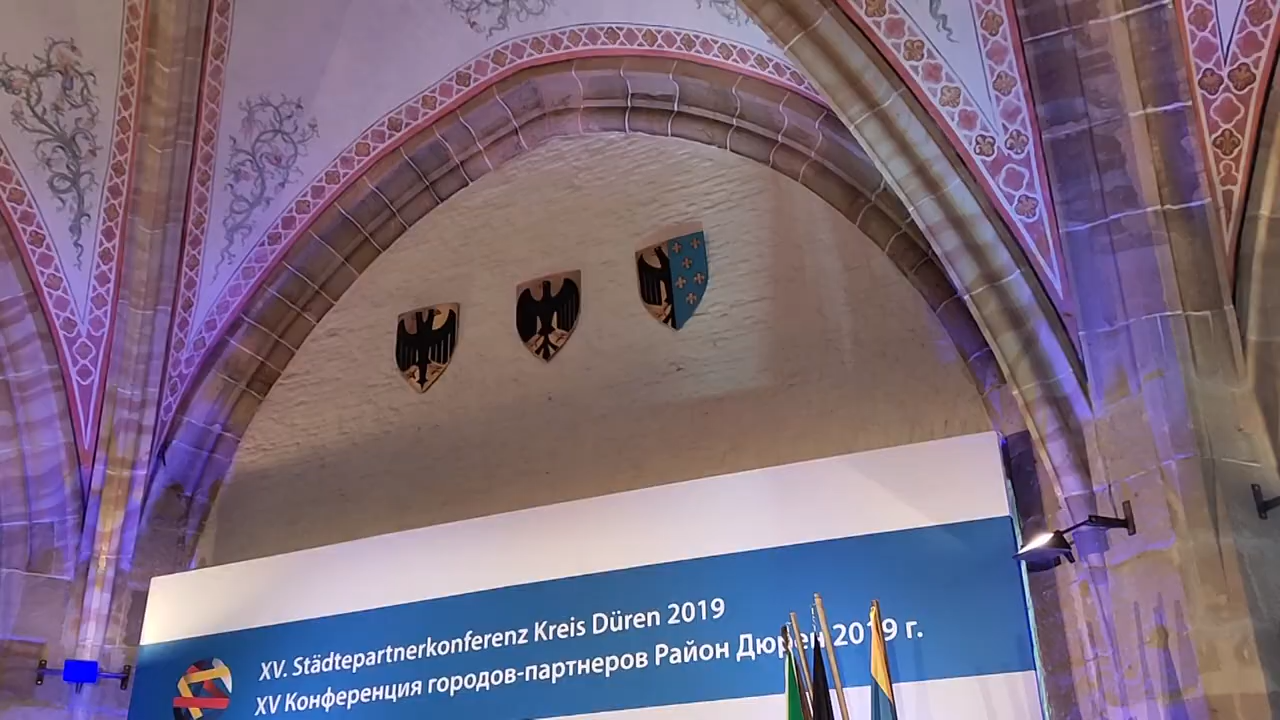 XV. Städtepartnerkonferenz Kreis Düren 2019
XV Конференция городов-партнеров Район Дюрен 2019 г.